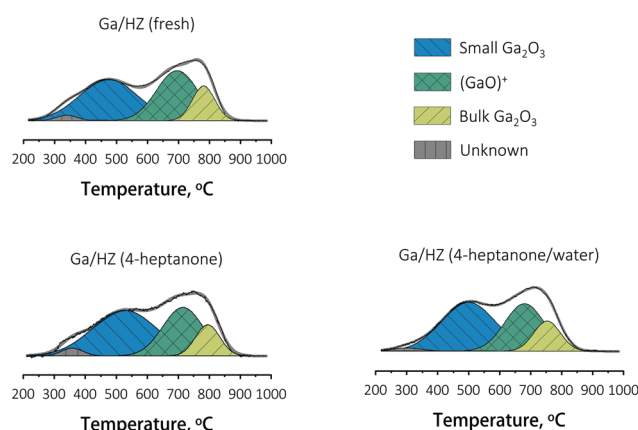 Ga/HZ (fresh)
200 300 400 500 600 700 800 900 1000
Temperature, ºC
Small Ga₂O₃
(GaO)⁺
Bulk Ga₂O₃
Unknown
Ga/HZ (4-heptanone)
200 300 400 500 600 700 800 900 1000
Temperature, ºC
Ga/HZ (4-heptanone/water)
200 300 400 500 600 700 800 900 1000
Temperature, ºC